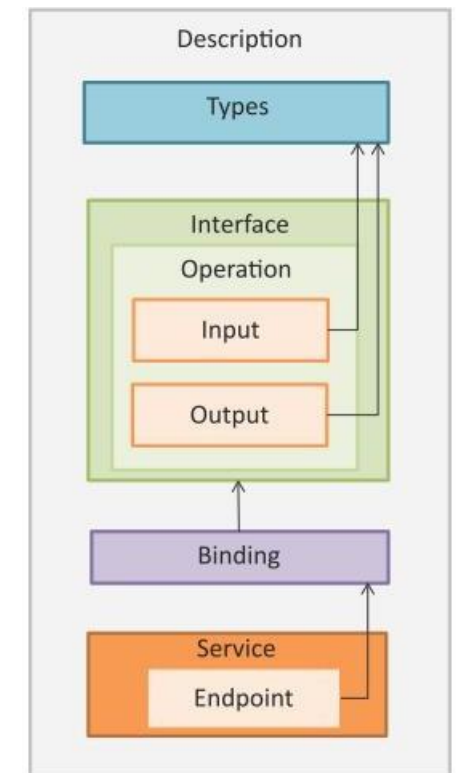 Description
Types
Interface
Operation
Input
Output
Binding
Service
Endpoint